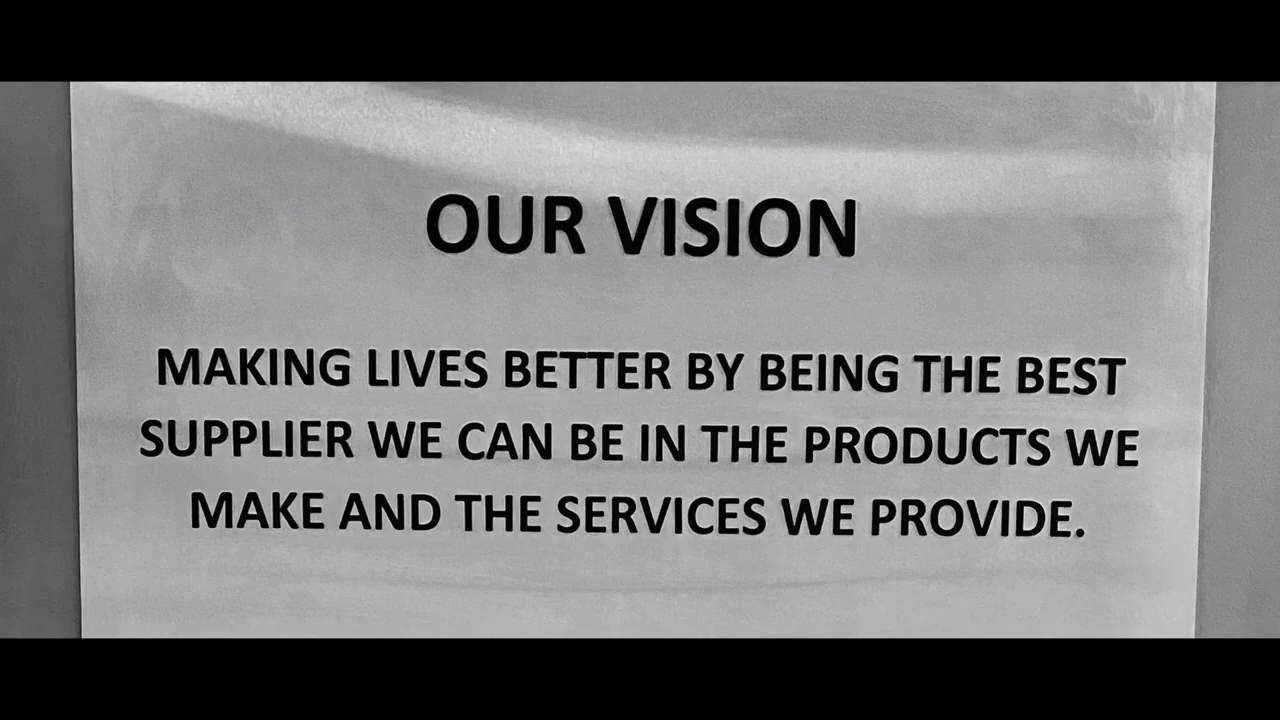 OUR VISION
MAKING LIVES BETTER BY BEING THE BEST
SUPPLIER WE CAN BE IN THE PRODUCTS WE
MAKE AND THE SERVICES WE PROVIDE.